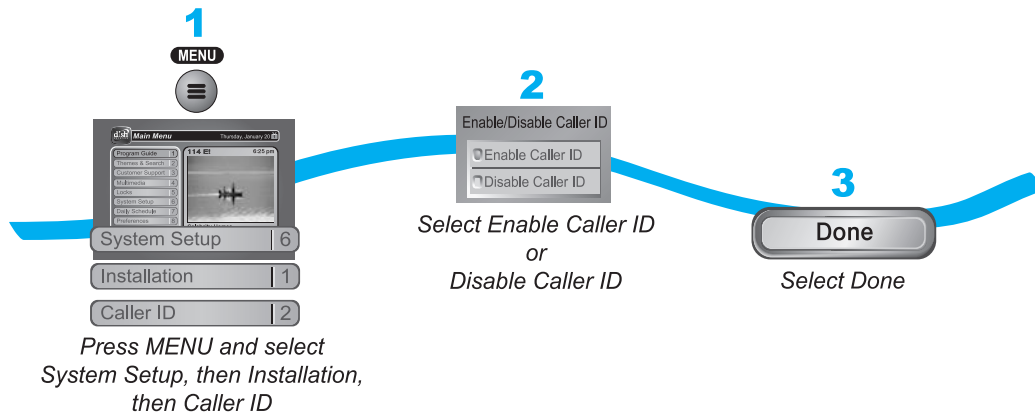 1
MENU
dish Main Menu Thursday, January 20
Program Guide 1
Themes & Search 2
Customer Support 3
Multimedia 4
Locks 5
System Setup 6
Daily Schedule 7
Preferences 8
114 E! 6:25 pm
System Setup 6
Installation 1
Caller ID 2
Press MENU and select
System Setup, then Installation,
then Caller ID
2
Enable/Disable Caller ID
Enable Caller ID
Disable Caller ID
Select Enable Caller ID
or
Disable Caller ID
3
Done
Select Done